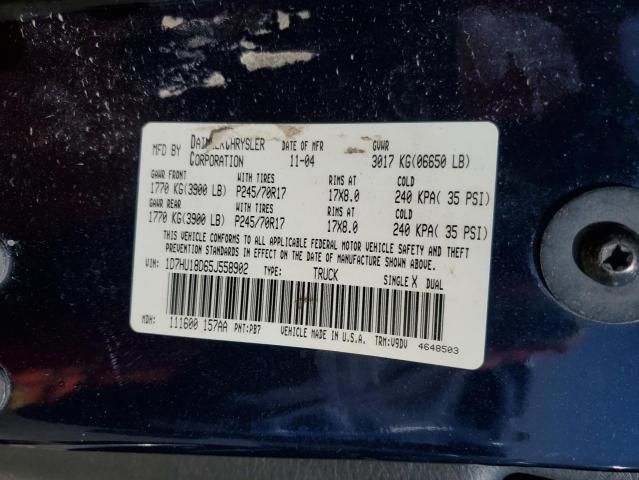 MFD BY DAIMLERCHRYSLER CORPORATION DATE OF MFR 11-04 GVWR 3017 KG(06650 LB)
GAWR FRONT WITH TIRES RIMS AT COLD
1770 KG(3900 LB) P245/70R17 17X8.0 240 KPA( 35 PSI)
GAWR REAR WITH TIRES RIMS AT COLD
1770 KG(3900 LB) P245/70R17 17X8.0 240 KPA( 35 PSI)
THIS VEHICLE CONFORMS TO ALL APPLICABLE FEDERAL MOTOR VEHICLE SAFETY AND THEFT
PREVENTION STANDARDS IN EFFECT ON THE DATE OF MANUFACTURE SHOWN ABOVE.
VIN: 1D7HU18D65J558902 TYPE: TRUCK SINGLE X DUAL
MDH: 111600 157AA PNT:PB7 VEHICLE MADE IN U.S.A. TRM:V9DV 4648503